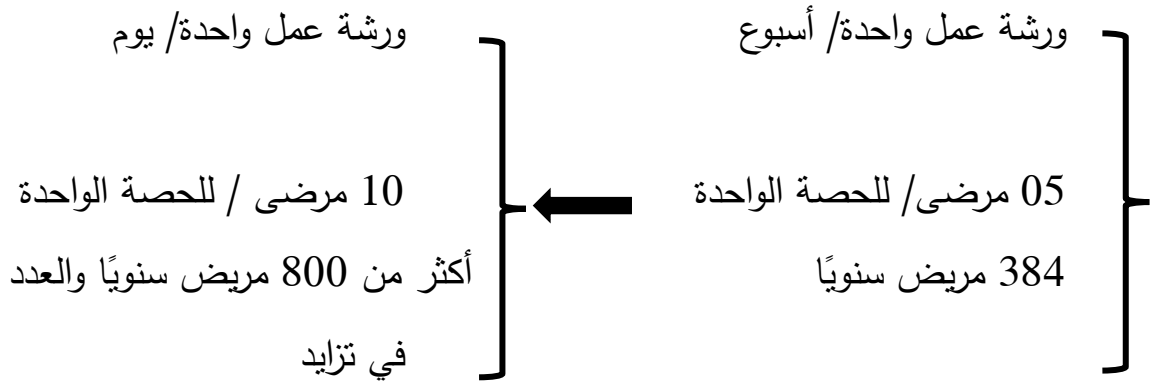 ورشة عمل واحدة/ أسبوع
05 مرضى/ للحصة الواحدة
384 مريض سنويًا
ورشة عمل واحدة/ يوم
10 مرضى / للحصة الواحدة
أكثر من 800 مريض سنويًا والعدد
في تزايد